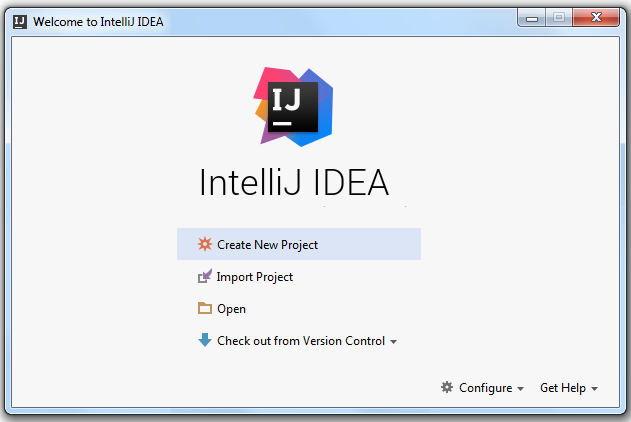 Welcome to IntelliJ IDEA
IJ
IntelliJ IDEA
Create New Project
Import Project
Open
Check out from Version Control
Configure Get Help